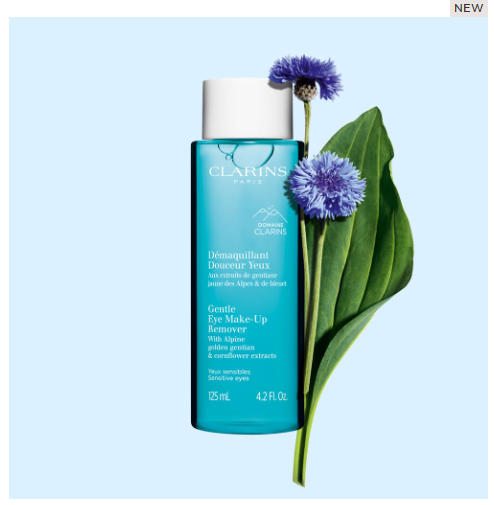 NEW
CLARINS
PARIS
DOMAINE
CLARINS
Démaquillant
Douceur Yeux
Aux extraits de gentiane
jaune des Alpes & de bleuet
Gentle
Eye Make-Up
Remover
With Alpine
golden gentian
& cornflower extracts
Yeux sensibles
Sensitive eyes
125 mL 4.2 Fl. Oz.